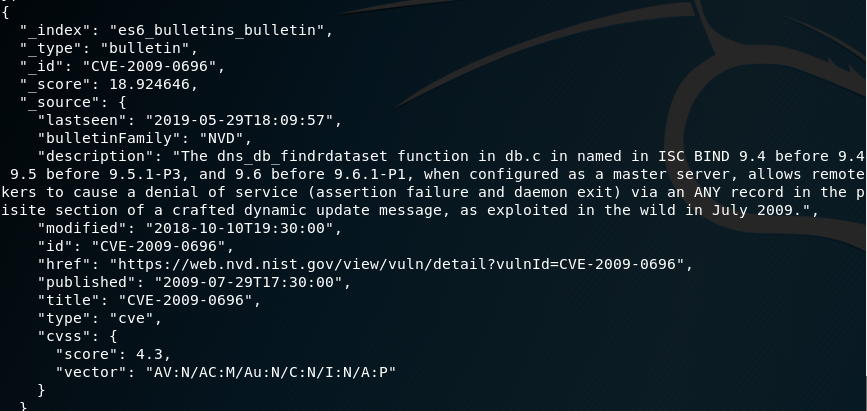 {
"_index": "es6_bulletins_bulletin",
"_type": "bulletin",
"_id": "CVE-2009-0696",
"_score": 18.924646,
"_source": {
"lastseen": "2019-05-29T18:09:57",
"bulletinFamily": "NVD",
"description": "The dns_db_findrdataset function in db.c in named in ISC BIND 9.4 before 9.4
9.5 before 9.5.1-P3, and 9.6 before 9.6.1-P1, when configured as a master server, allows remote
kers to cause a denial of service (assertion failure and daemon exit) via an ANY record in the p
isite section of a crafted dynamic update message, as exploited in the wild in July 2009.",
"modified": "2018-10-10T19:30:00",
"id": "CVE-2009-0696",
"href": "https://web.nvd.nist.gov/view/vuln/detail?vulnId=CVE-2009-0696",
"published": "2009-07-29T17:30:00",
"title": "CVE-2009-0696",
"type": "cve",
"cvss": {
"score": 4.3,
"vector": "AV:N/AC:M/Au:N/C:N/I:N/A:P"
}
}